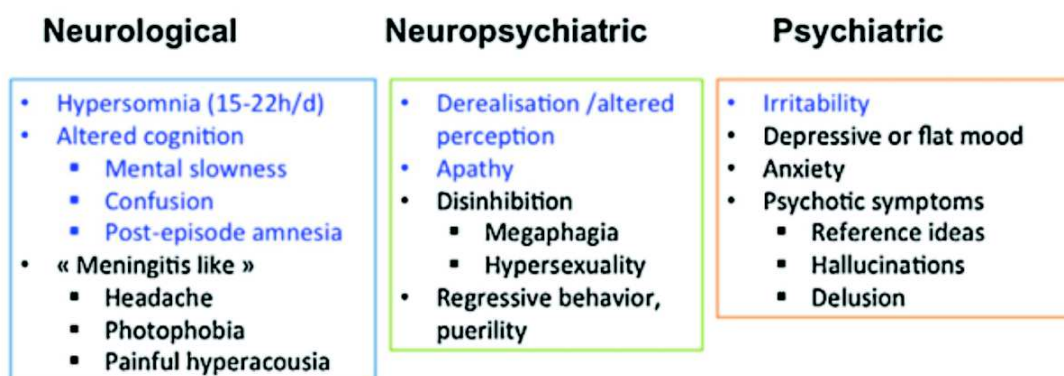 Neurological
• Hypersomnia (15-22h/d)
• Altered cognition
▪ Mental slowness
▪ Confusion
▪ Post-episode amnesia
• « Meningitis like »
▪ Headache
▪ Photophobia
▪ Painful hyperacousia
Neuropsychiatric
• Derealisation /altered
perception
• Apathy
• Disinhibition
▪ Megaphagia
▪ Hypersexuality
• Regressive behavior,
puerility
Psychiatric
• Irritability
• Depressive or flat mood
• Anxiety
• Psychotic symptoms
▪ Reference ideas
▪ Hallucinations
▪ Delusion